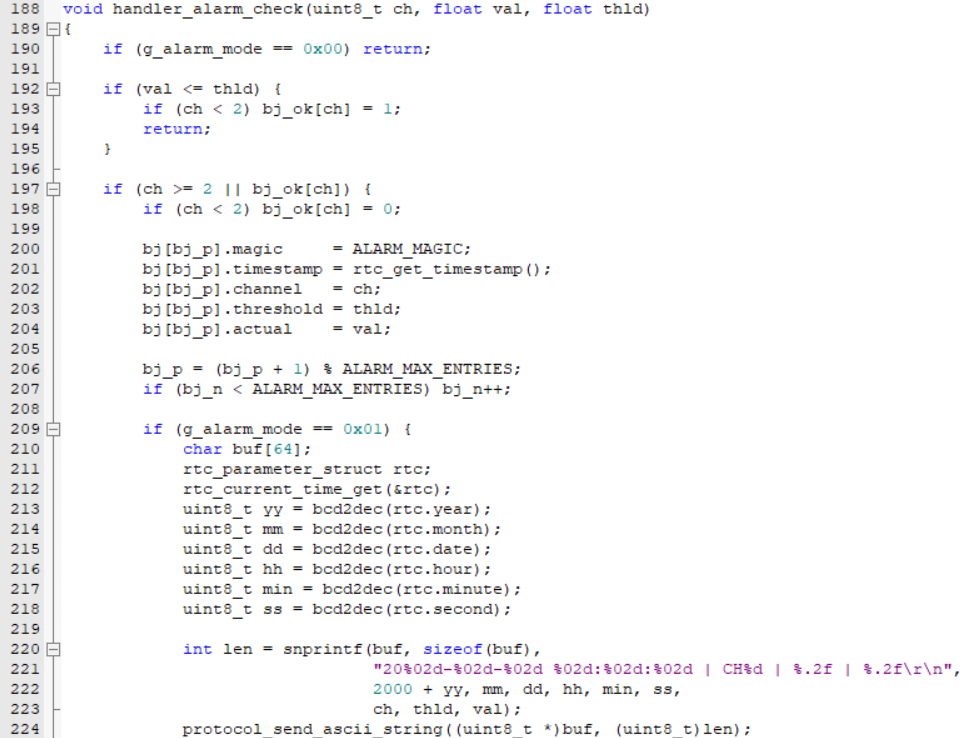 188 void handler_alarm_check(uint8_t ch, float val, float thld)
189 {
190     if (g_alarm_mode == 0x00) return;
191
192     if (val <= thld) {
193         if (ch < 2) bj_ok[ch] = 1;
194         return;
195     }
196
197     if (ch >= 2 || bj_ok[ch]) {
198         if (ch < 2) bj_ok[ch] = 0;
199
200         bj[bj_p].magic     = ALARM_MAGIC;
201         bj[bj_p].timestamp = rtc_get_timestamp();
202         bj[bj_p].channel   = ch;
203         bj[bj_p].threshold = thld;
204         bj[bj_p].actual    = val;
205
206         bj_p = (bj_p + 1) % ALARM_MAX_ENTRIES;
207         if (bj_n < ALARM_MAX_ENTRIES) bj_n++;
208
209         if (g_alarm_mode == 0x01) {
210             char buf[64];
211             rtc_parameter_struct rtc;
212             rtc_current_time_get(&rtc);
213             uint8_t yy = bcd2dec(rtc.year);
214             uint8_t mm = bcd2dec(rtc.month);
215             uint8_t dd = bcd2dec(rtc.date);
216             uint8_t hh = bcd2dec(rtc.hour);
217             uint8_t min = bcd2dec(rtc.minute);
218             uint8_t ss = bcd2dec(rtc.second);
219
220             int len = snprintf(buf, sizeof(buf),
221                                "20%02d-%02d-%02d %02d:%02d:%02d | CH%d | %.2f | %.2f\r\n",
222                                2000 + yy, mm, dd, hh, min, ss,
223                                ch, thld, val);
224             protocol_send_ascii_string((uint8_t *)buf, (uint8_t)len);